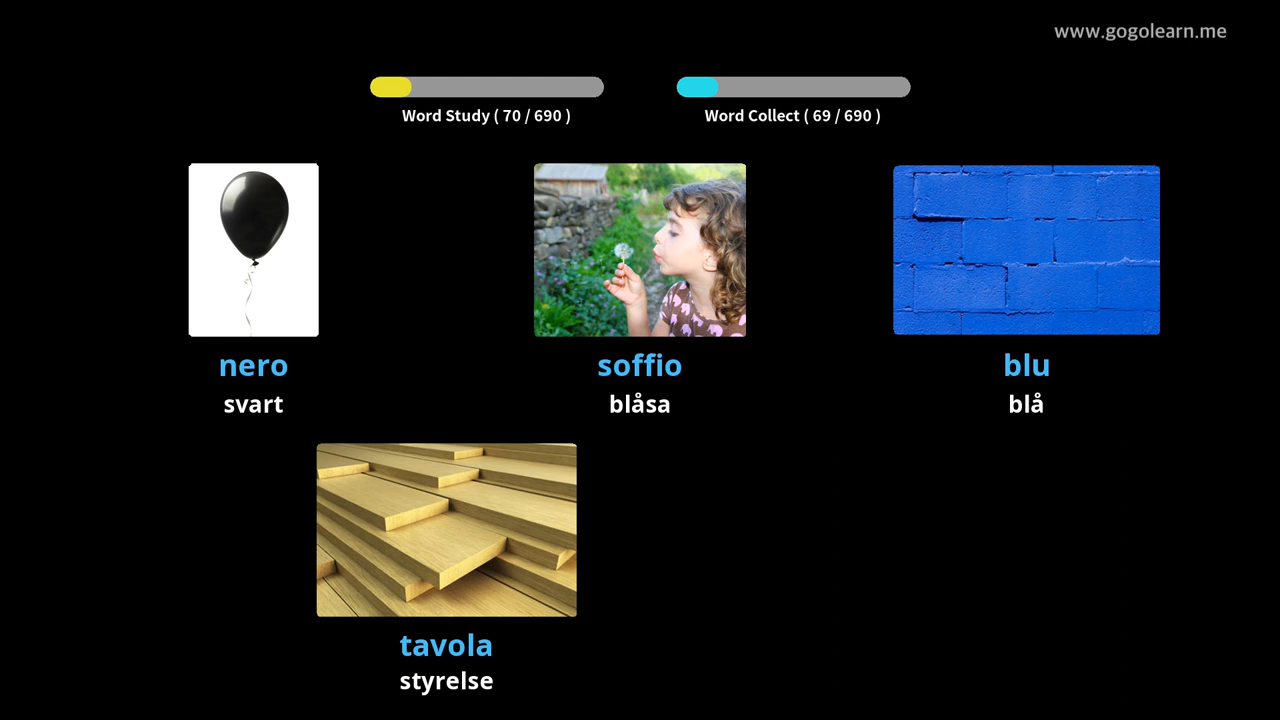 www.gogolearn.me
Word Study ( 70 / 690 )
Word Collect ( 69 / 690 )
nero
svart
soffio
blåsa
blu
blå
tavola
styrelse